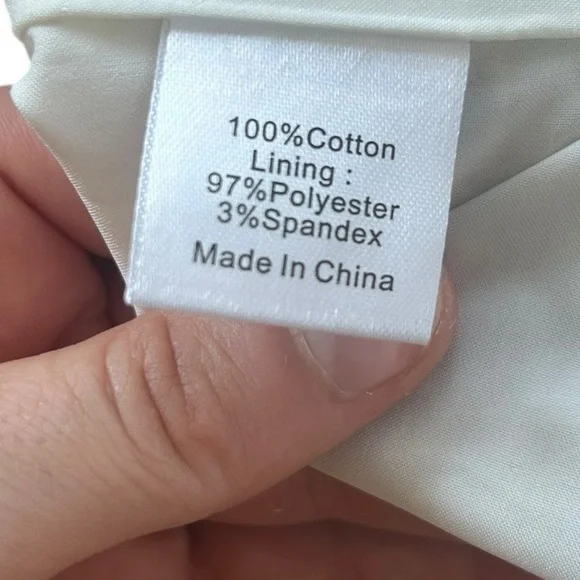 100%Cotton
Lining :
97%Polyester
3%Spandex
Made In China